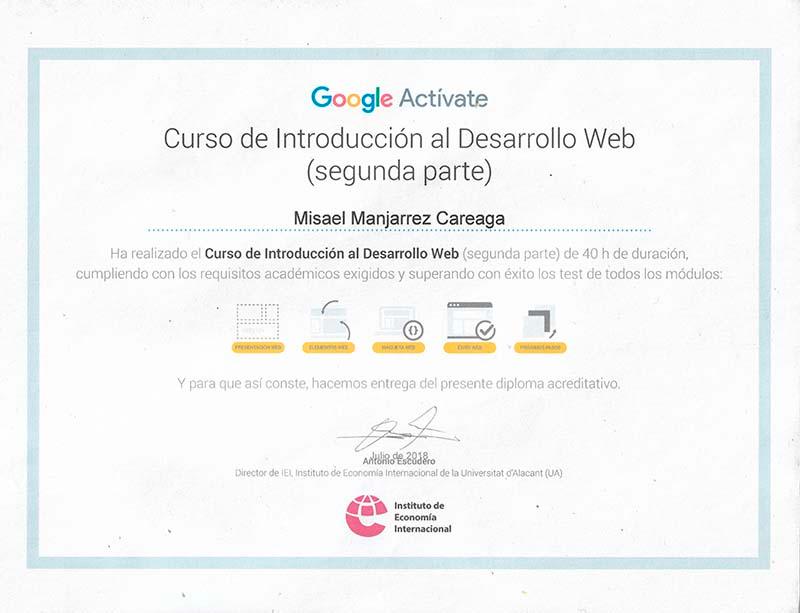 Google Actívate
Curso de Introducción al Desarrollo Web
(segunda parte)
Misael Manjarrez Careaga
Ha realizado el Curso de Introducción al Desarrollo Web (segunda parte) de 40 h de duración,
cumpliendo con los requisitos académicos exigidos y superando con éxito los test de todos los módulos:
PRESENTACIÓN WEB ELEMENTOS WEB MAQUETA WEB ÉXITO WEB PRÓXIMOS PASOS
Y para que así conste, hacemos entrega del presente diploma acreditativo.
Julio de 2018
Antonio Escudero
Director de IEI, Instituto de Economía Internacional de la Universitat d'Alacant (UA)
Instituto de
Economía
Internacional